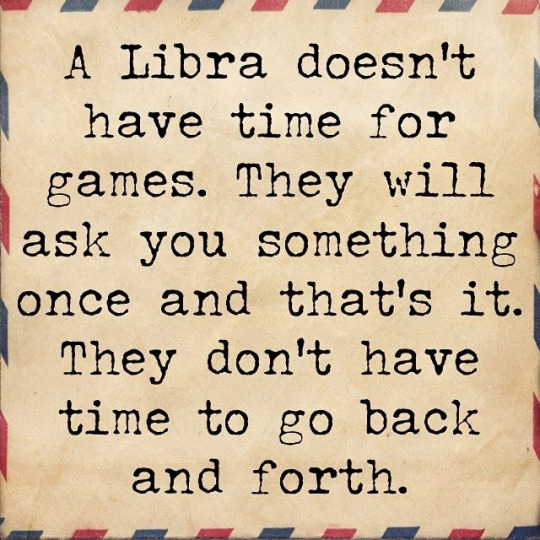 A Libra doesn't
have time for
games. They will
ask you something
once and that's it.
They don't have
time to go back
and forth.